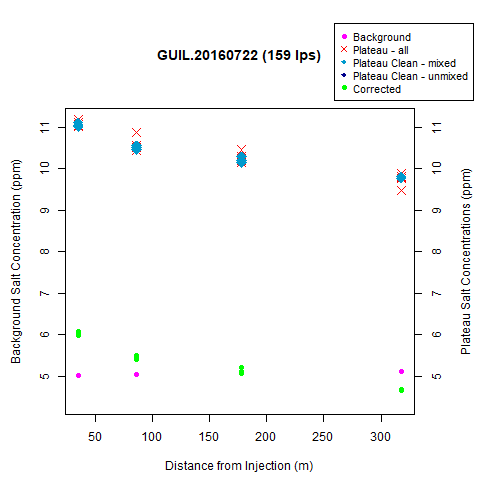 GUIL.20160722 (159 lps)
Background
Plateau - all
Plateau Clean - mixed
Plateau Clean - unmixed
Corrected
Background Salt Concentration (ppm)
11
10
9
8
7
6
5
11
10
9
8
7
6
5
Plateau Salt Concentrations (ppm)
50 100 150 200 250 300
Distance from Injection (m)